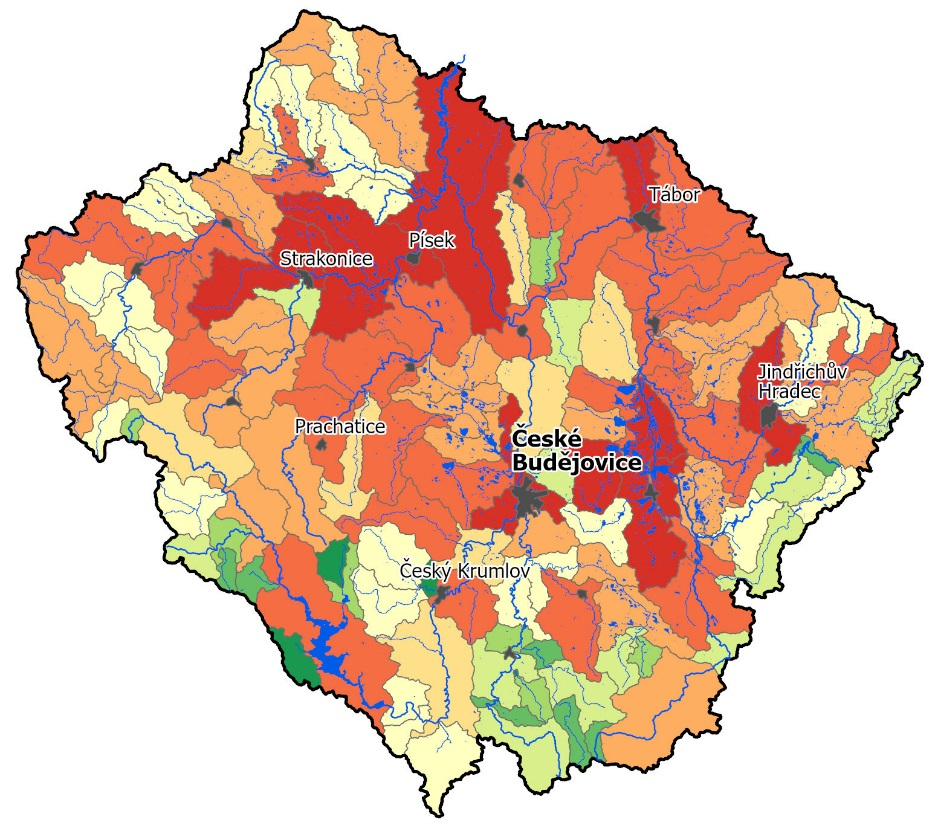 Tábor
Písek
Strakonice
Jindřichův
Hradec
Prachatice
České
Budějovice
Český Krumlov